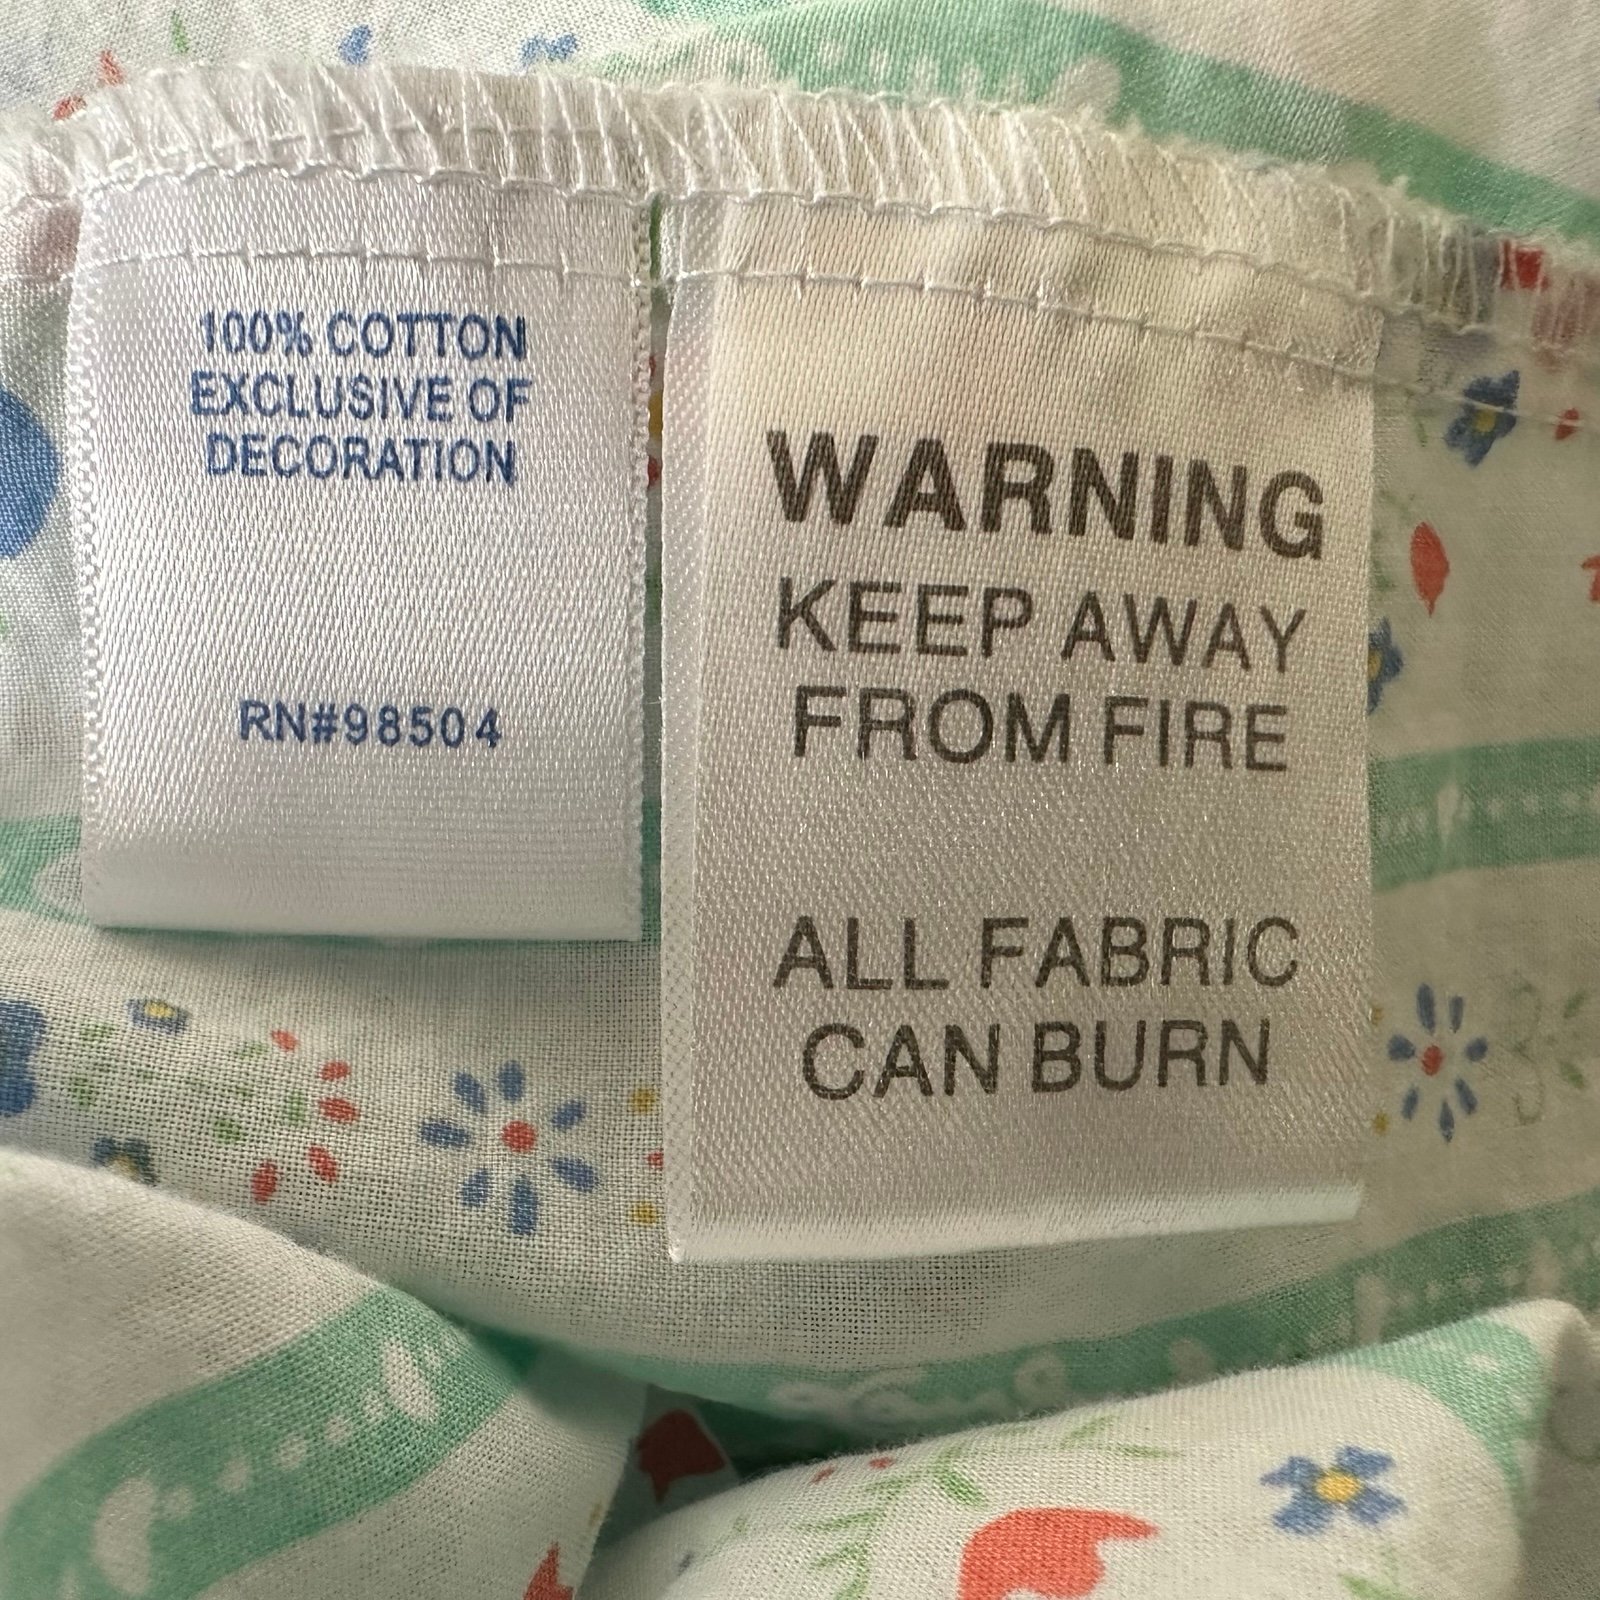 100% COTTON
EXCLUSIVE OF
DECORATION
RN#98504
WARNING
KEEP AWAY
FROM FIRE
ALL FABRIC
CAN BURN